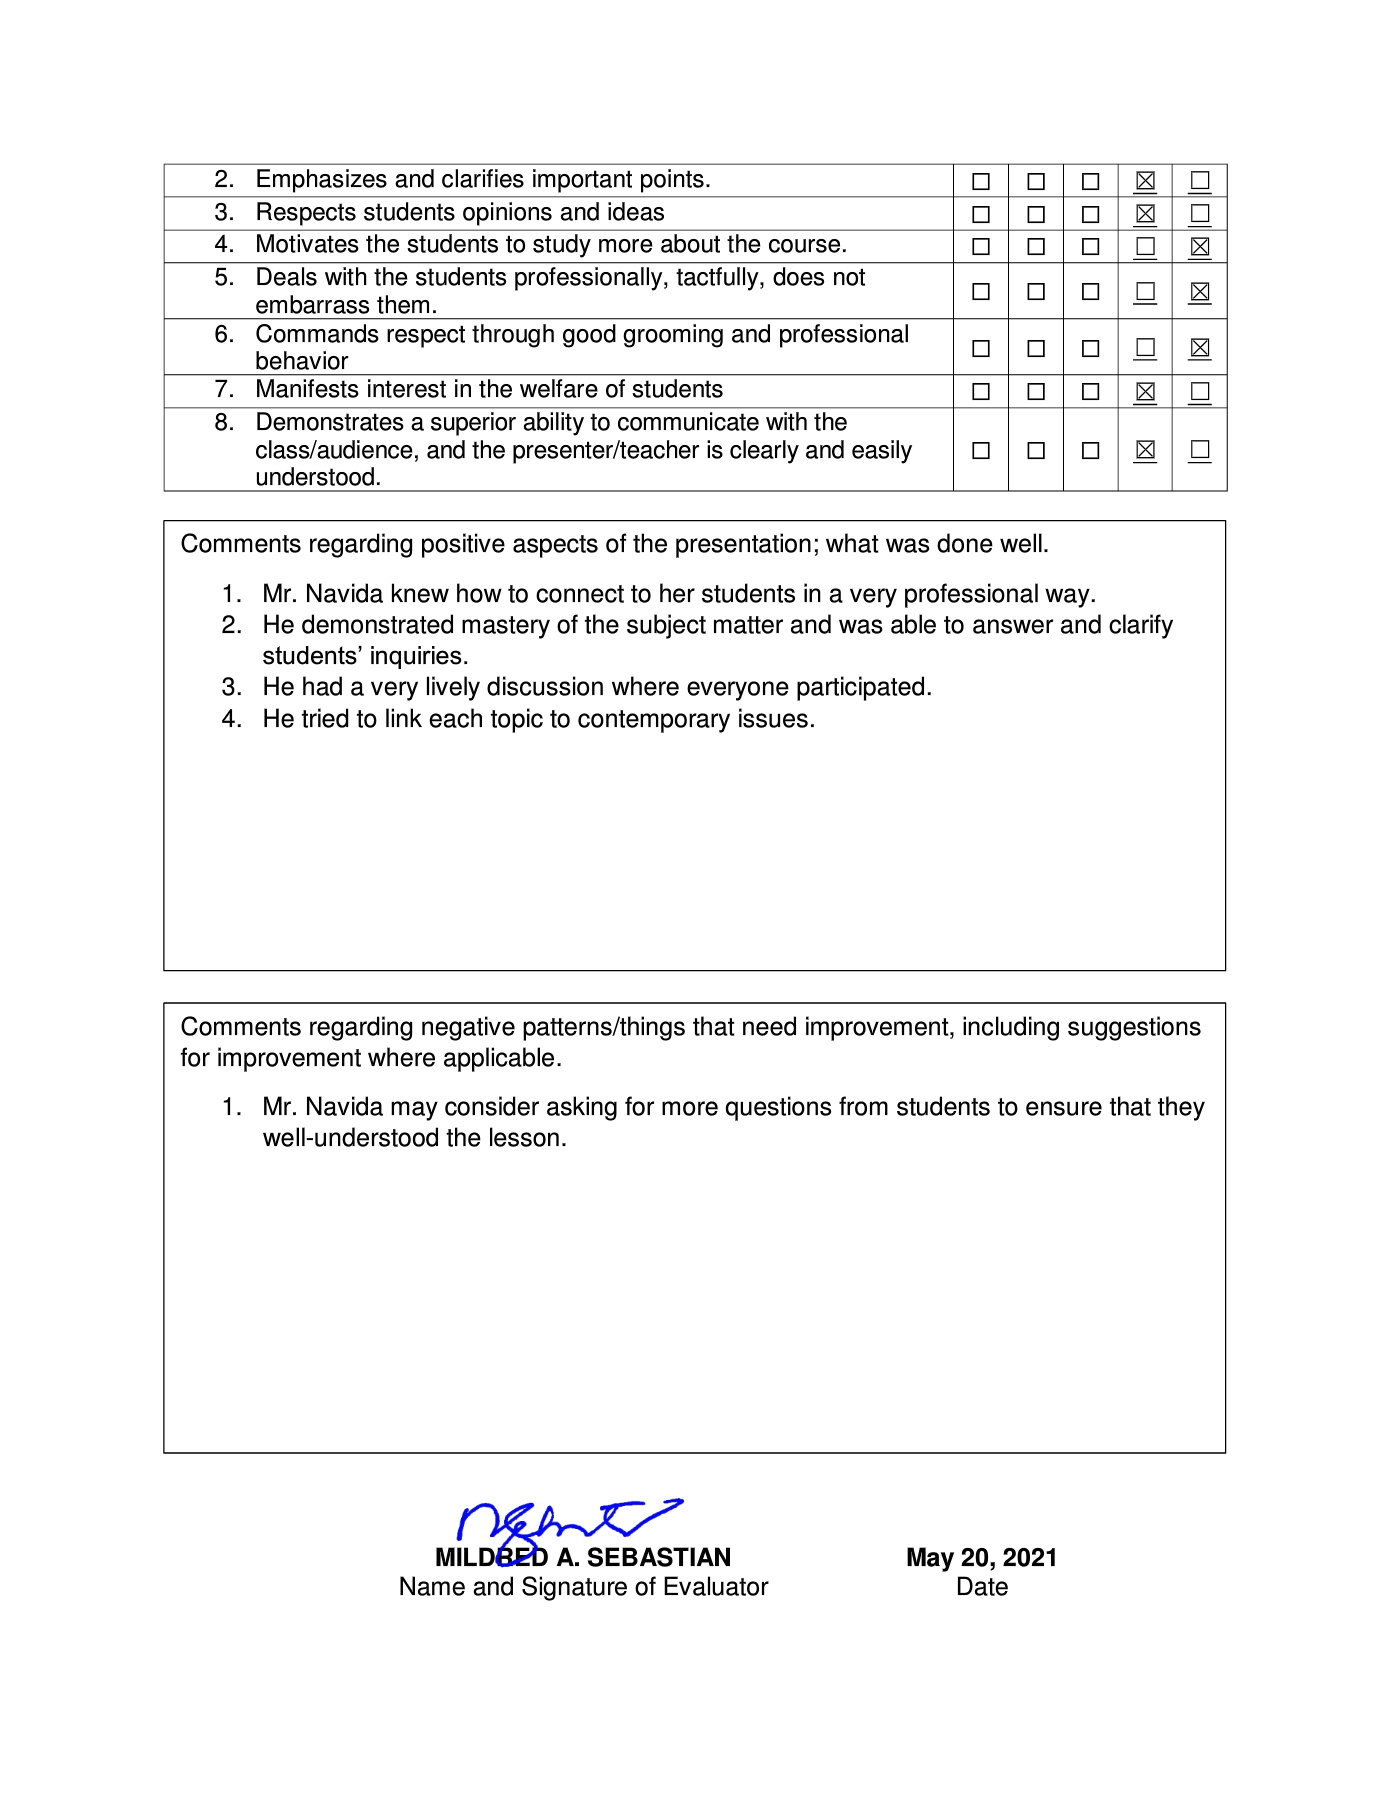 2. Emphasizes and clarifies important points. ☐ ☐ ☐ ☒ ☐
3. Respects students opinions and ideas ☐ ☐ ☐ ☒ ☐
4. Motivates the students to study more about the course. ☐ ☐ ☐ ☐ ☒
5. Deals with the students professionally, tactfully, does not
embarrass them. ☐ ☐ ☐ ☐ ☒
6. Commands respect through good grooming and professional
behavior ☐ ☐ ☐ ☐ ☒
7. Manifests interest in the welfare of students ☐ ☐ ☐ ☒ ☐
8. Demonstrates a superior ability to communicate with the
class/audience, and the presenter/teacher is clearly and easily
understood. ☐ ☐ ☐ ☒ ☐
Comments regarding positive aspects of the presentation; what was done well.
1. Mr. Navida knew how to connect to her students in a very professional way.
2. He demonstrated mastery of the subject matter and was able to answer and clarify
students’ inquiries.
3. He had a very lively discussion where everyone participated.
4. He tried to link each topic to contemporary issues.
Comments regarding negative patterns/things that need improvement, including suggestions
for improvement where applicable.
1. Mr. Navida may consider asking for more questions from students to ensure that they
well-understood the lesson.
MILDRED A. SEBASTIAN May 20, 2021
Name and Signature of Evaluator Date